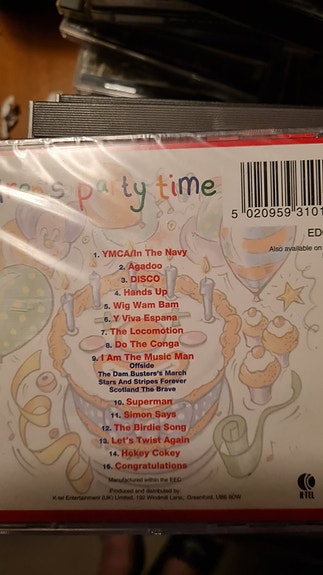 ren's party time
5 020959 3101
EDC
Also available on
1. YMCA/In The Navy
2. Agadoo
3. DISCO
4. Hands Up
5. Wig Wam Bam
6. Y Viva Espana
7. The Locomotion
8. Do The Conga
9. I Am The Music Man
Offside
The Dam Busters's March
Stars And Stripes Forever
Scotland The Brave
10. Superman
11. Simon Says
12. The Birdie Song
13. Let's Twist Again
14. Hokey Cokey
15. Congratulations
Manufactured within the EEC
Produced and distributed by:
K-tel Entertainment (UK) Limited, 132 Windmill Lane, Greenford, UB6 9DW
K-TEL